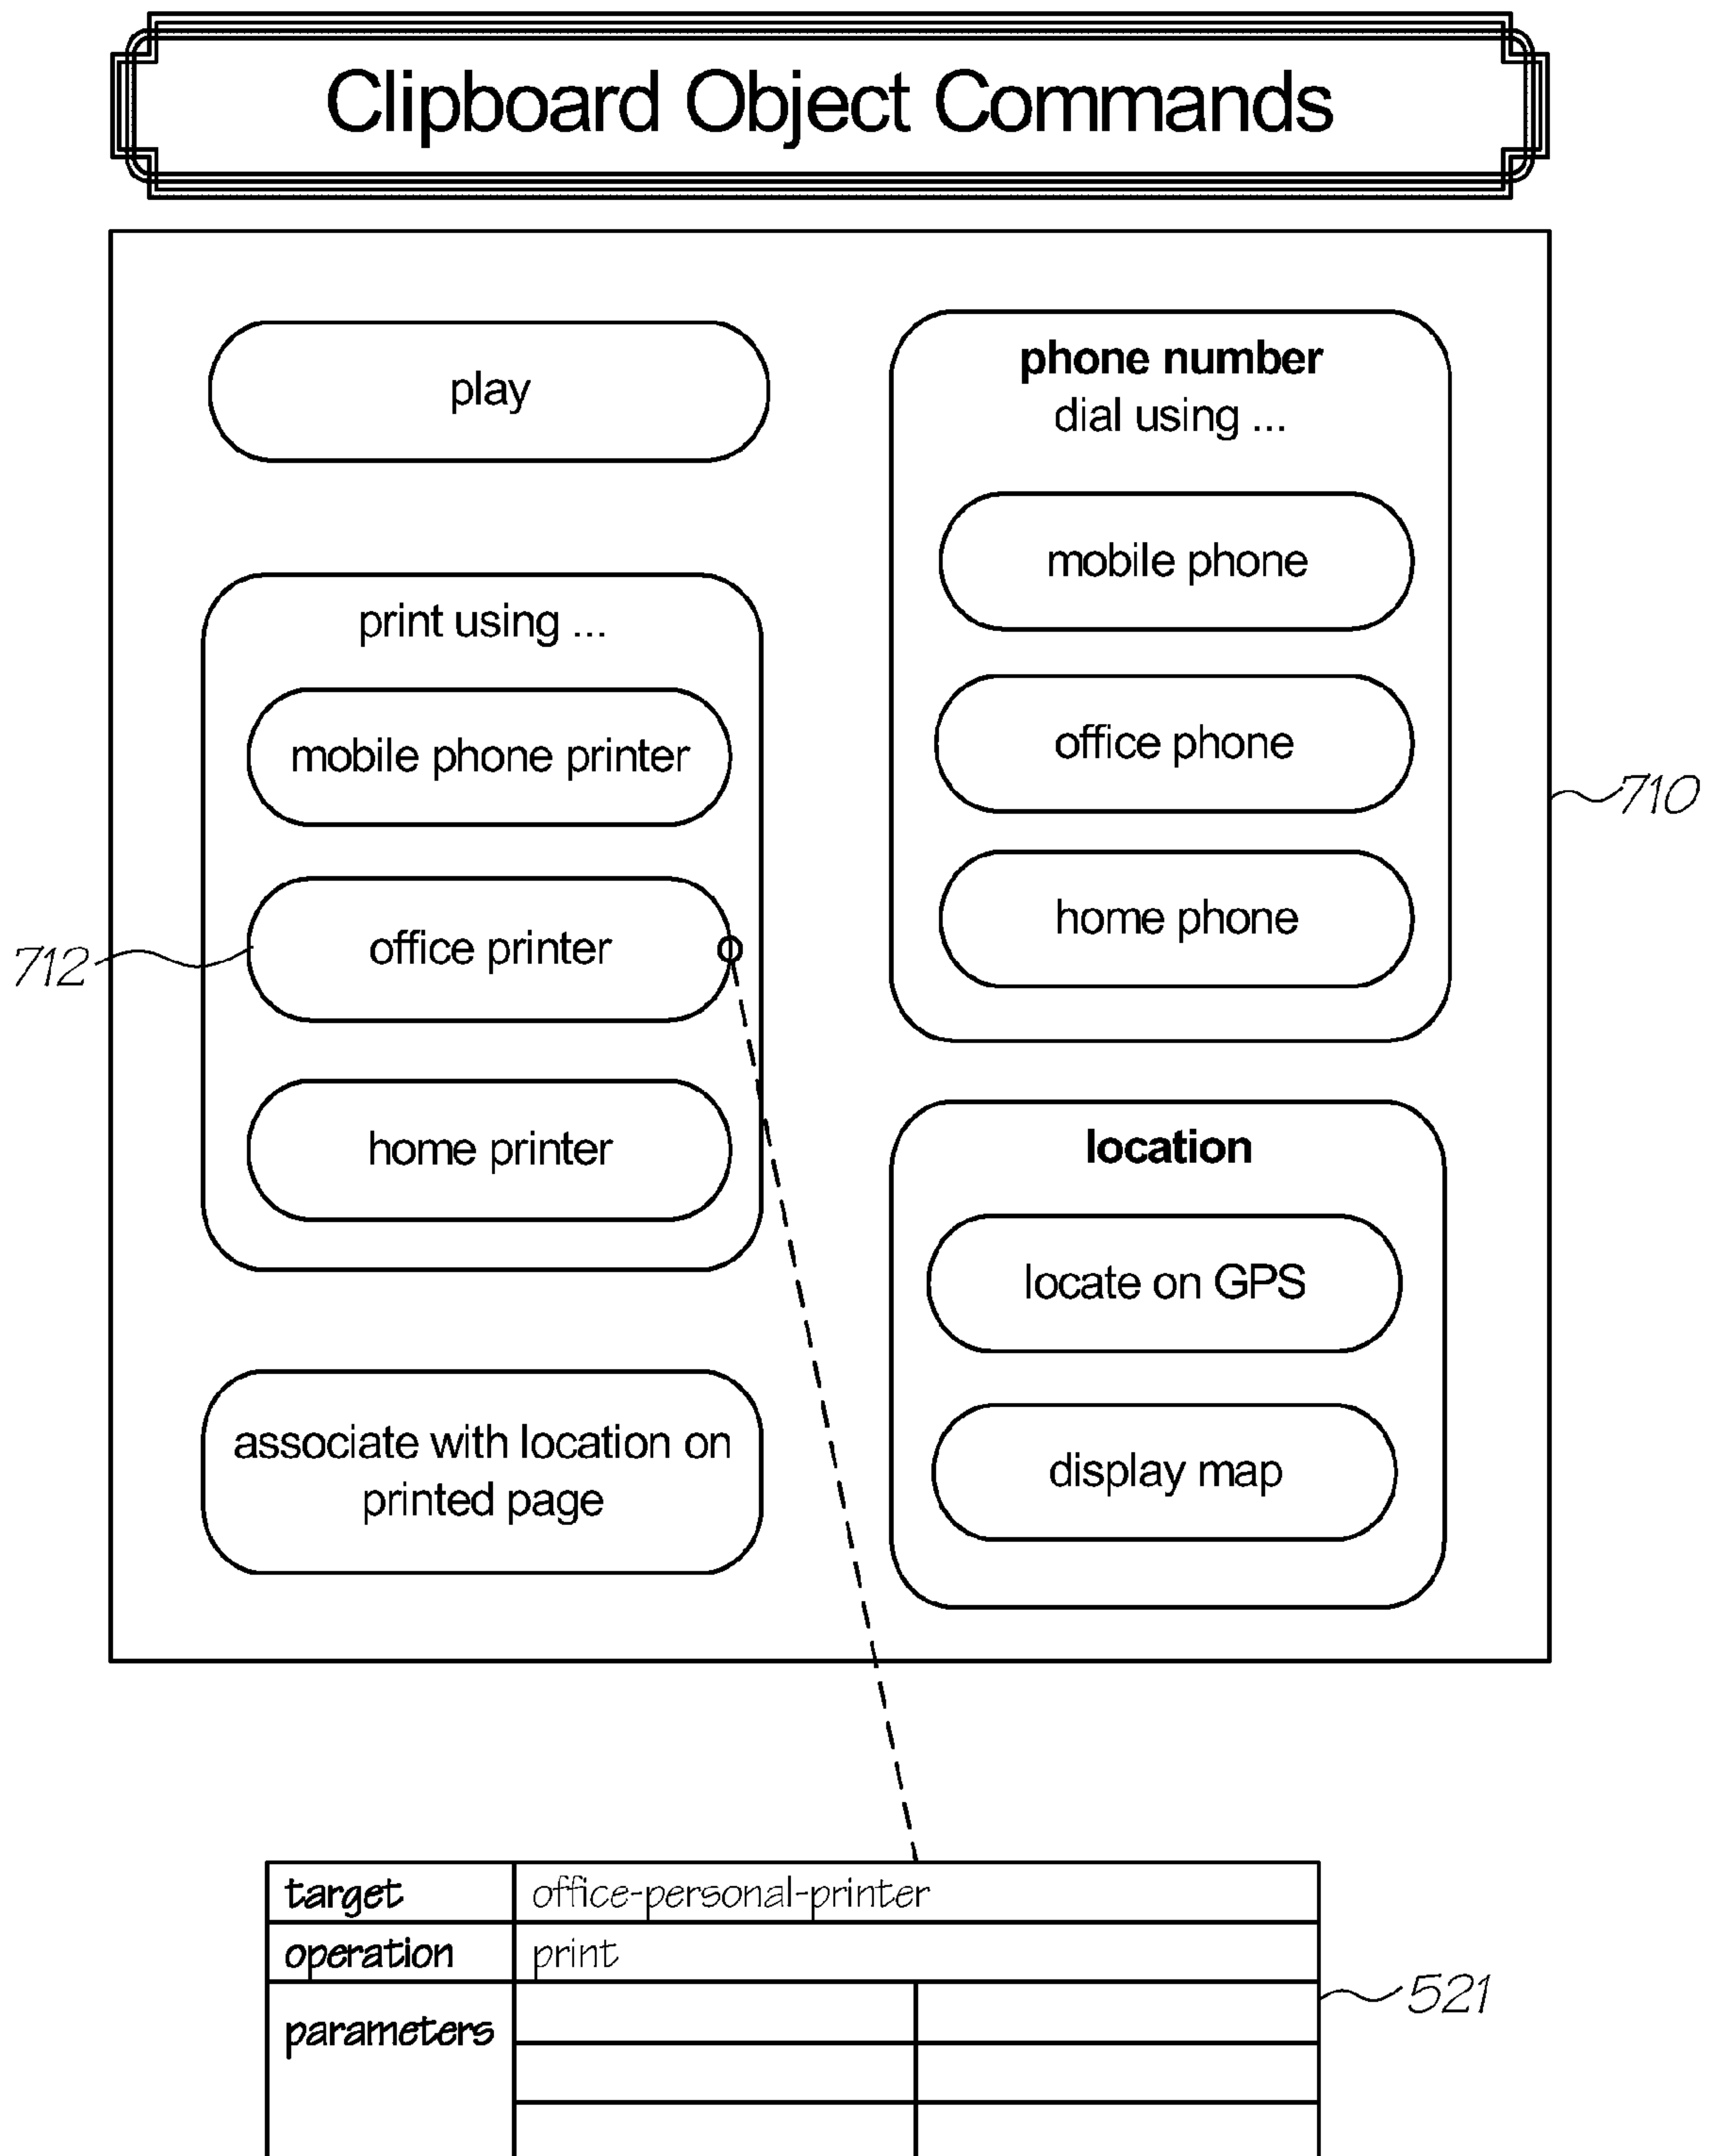 Clipboard Object Commands
play
print using ...
mobile phone printer
office printer
home printer
associate with location on
printed page
phone number
dial using ...
mobile phone
office phone
home phone
location
locate on GPS
display map
710
712
target office-personal-printer
operation print
parameters
521